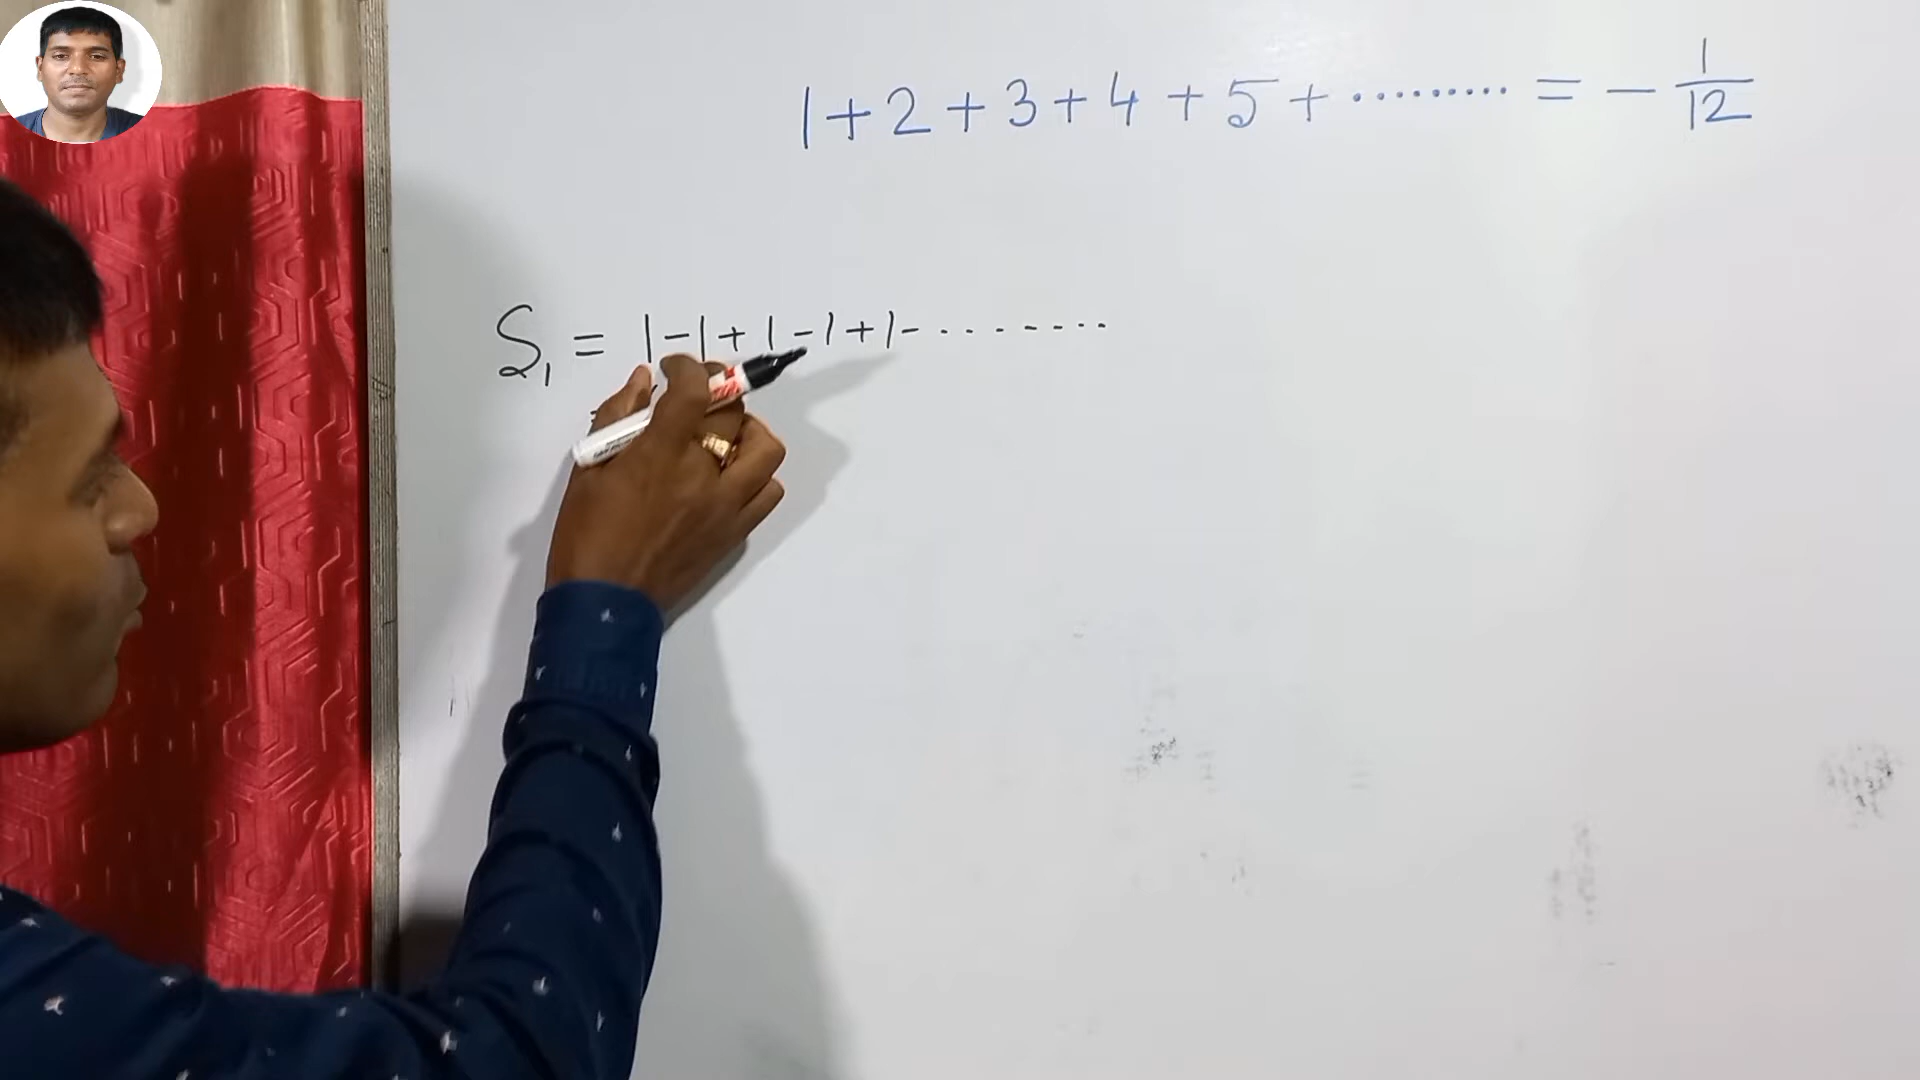 1+2+3+4+5+......... = -1/12
S₁ = 1-1+1-1+1-........